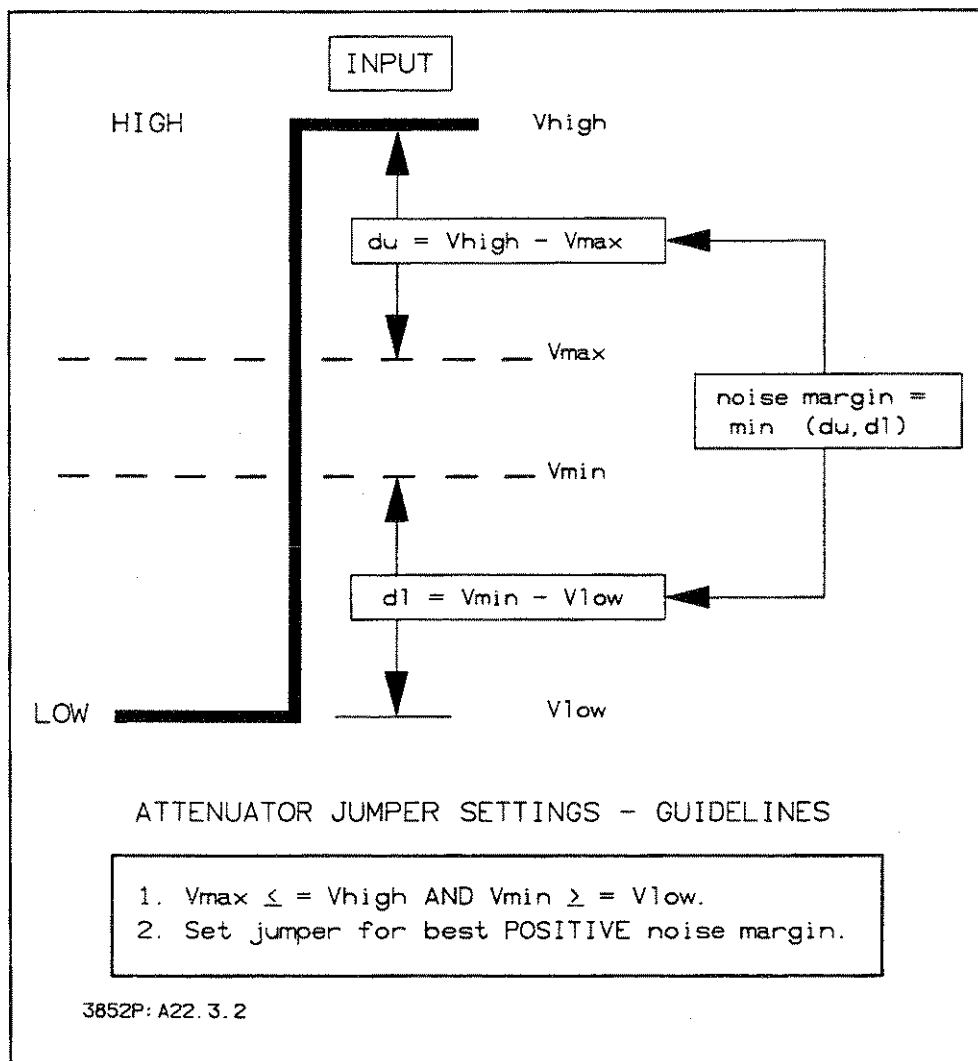 INPUT
HIGH
Vhigh
du = Vhigh - Vmax
Vmax
noise margin =
min (du,dl)
Vmin
dl = Vmin - Vlow
LOW
Vlow
ATTENUATOR JUMPER SETTINGS - GUIDELINES
1. Vmax ≤ = Vhigh AND Vmin ≥ = Vlow.
2. Set jumper for best POSITIVE noise margin.
3852P: A22.3.2